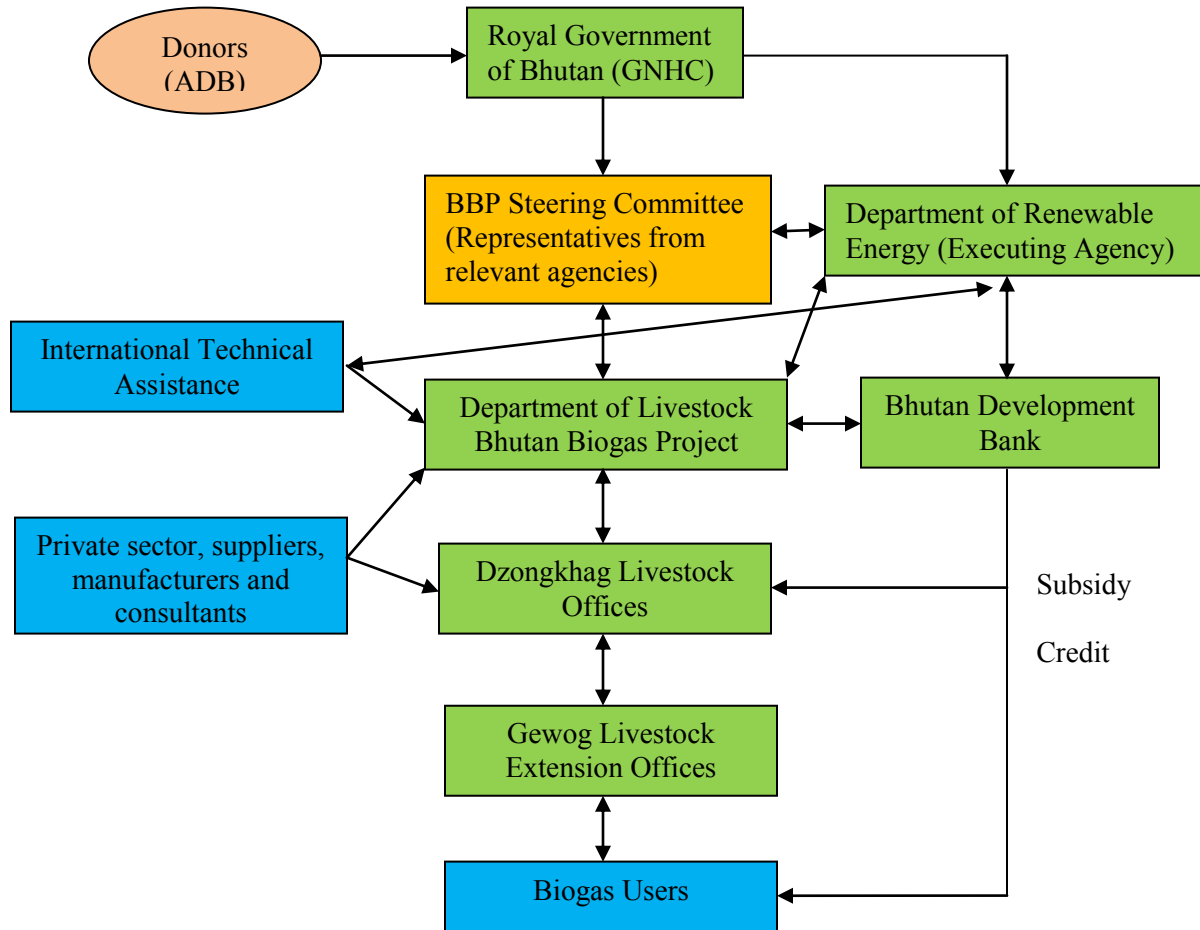 Donors
(ADB)
Royal Government
of Bhutan (GNHC)
BBP Steering Committee
(Representatives from
relevant agencies)
Department of Renewable
Energy (Executing Agency)
International Technical
Assistance
Department of Livestock
Bhutan Biogas Project
Bhutan Development
Bank
Private sector, suppliers,
manufacturers and
consultants
Dzongkhag Livestock
Offices
Subsidy
Credit
Gewog Livestock
Extension Offices
Biogas Users